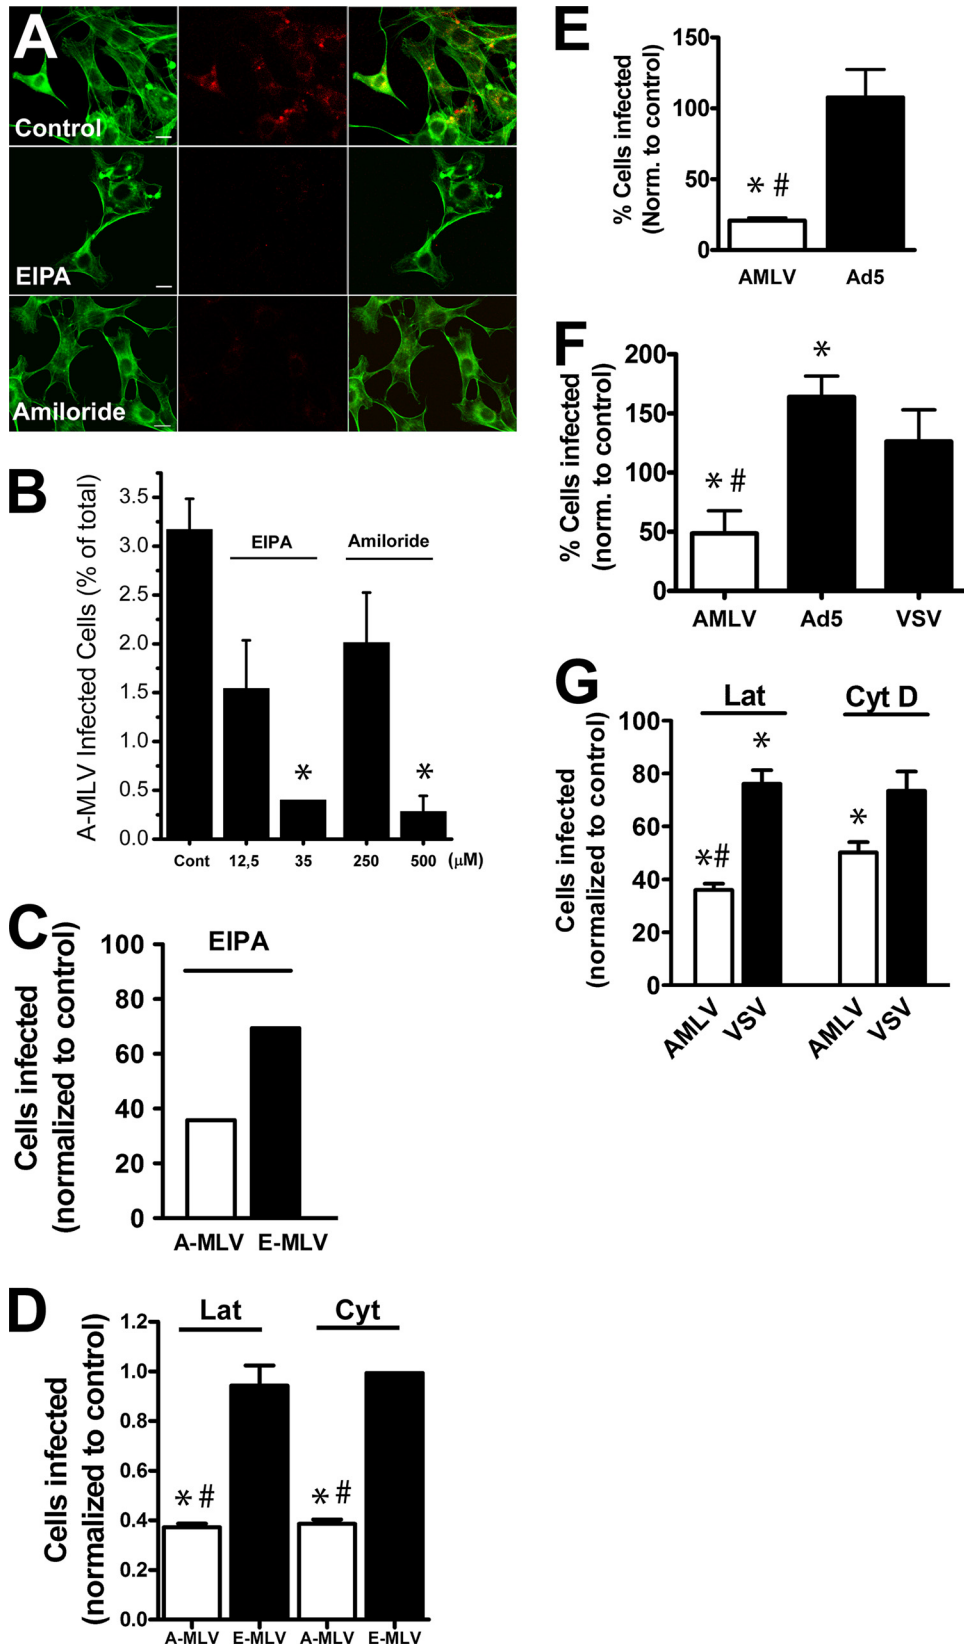 A
Control
EIPA
Amiloride
B
A-MLV Infected Cells (% of total)
3.5
3.0
2.5
2.0
1.5
1.0
0.5
0.0
EIPA
Amiloride
*
*
Cont
12,5
35
250
500
(μM)
C
Cells infected
(normalized to control)
EIPA
100
80
60
40
20
0
A-MLV
E-MLV
D
Cells infected
(normalized to control)
Lat
Cyt
1.2
1.0
0.8
0.6
0.4
0.2
0.0
* #
* #
A-MLV
E-MLV
A-MLV
E-MLV
E
% Cells infected
(Norm. to control)
150
100
50
0
* #
AMLV
Ad5
F
% Cells infected
(norm. to control)
200
150
100
50
0
* #
*
AMLV
Ad5
VSV
G
Cells infected
(normalized to control)
Lat
Cyt D
100
80
60
40
20
0
*#
*
*
AMLV
VSV
AMLV
VSV